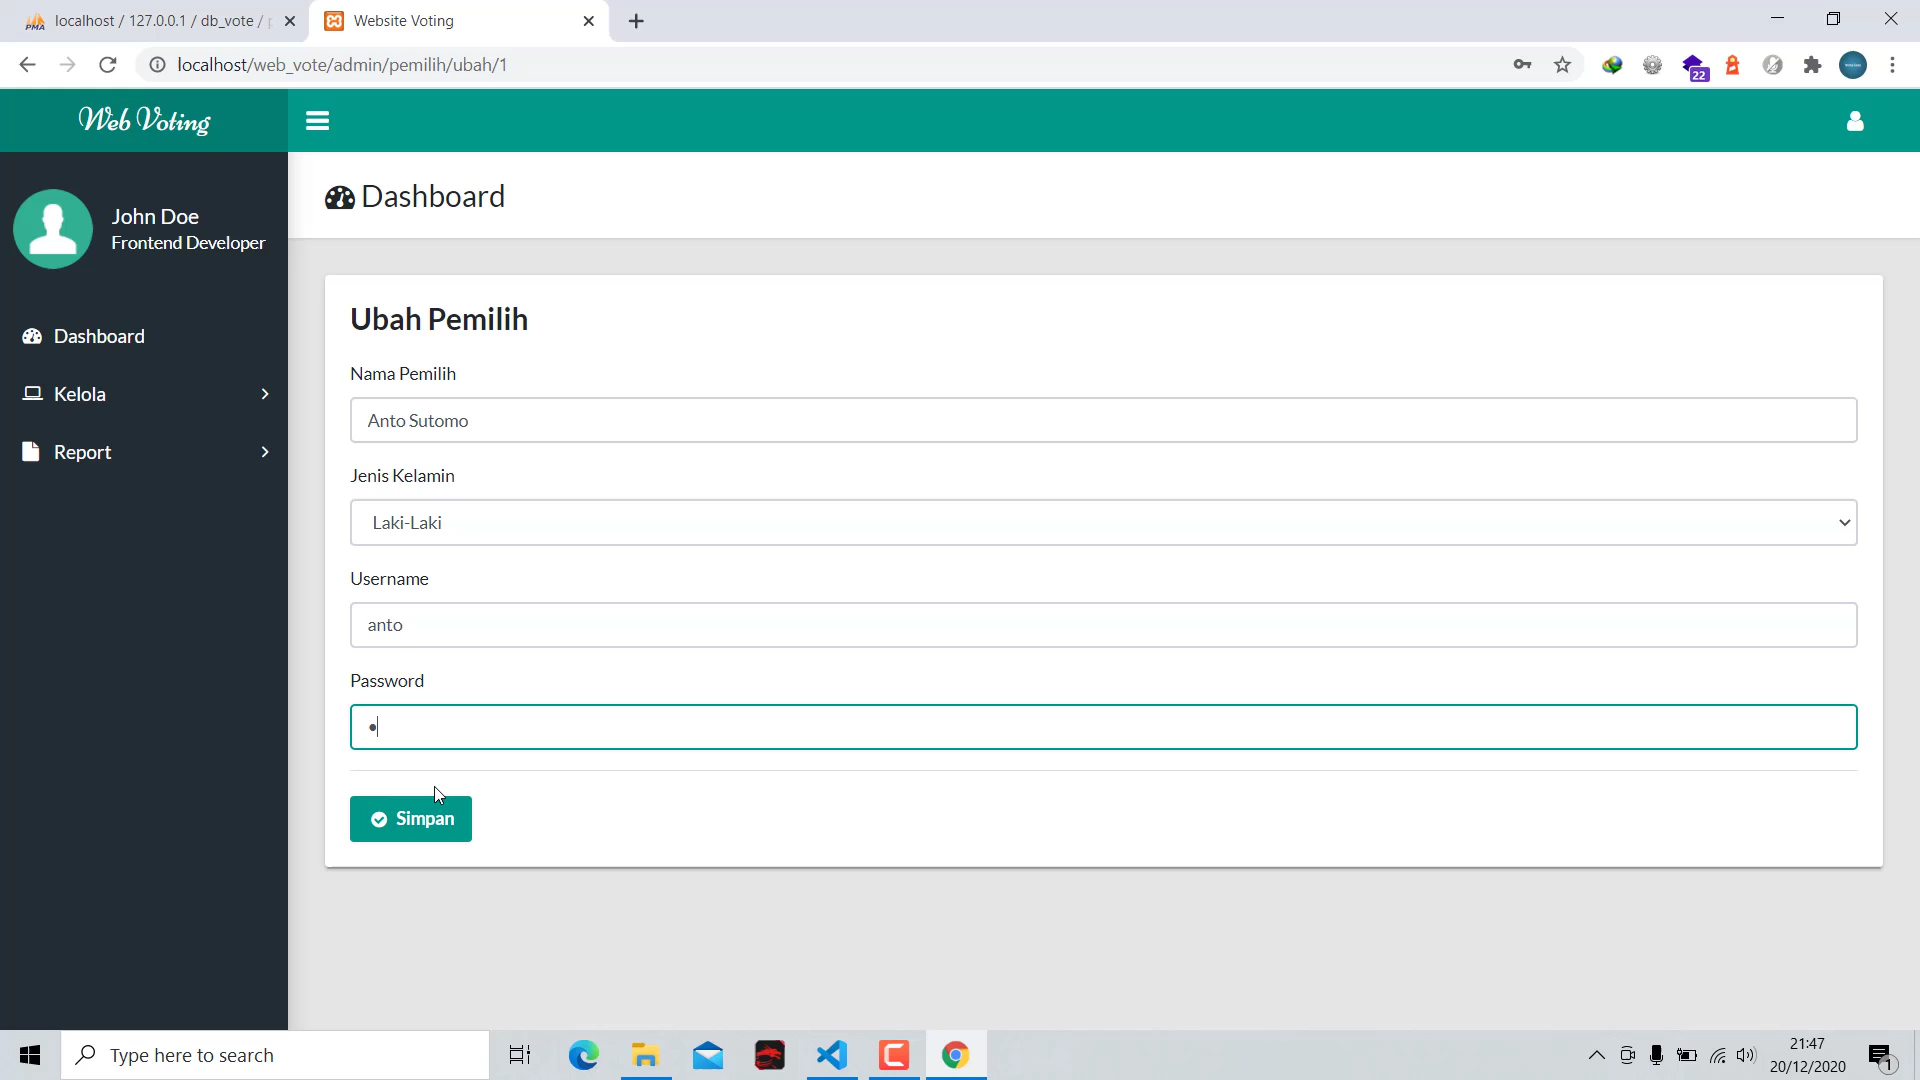 localhost / 127.0.0.1 / db_vote /
Website Voting
localhost/web_vote/admin/pemilih/ubah/1
22
Web Voting
Dashboard
John Doe
Frontend Developer
Dashboard
Kelola
Report
Ubah Pemilih
Nama Pemilih
Anto Sutomo
Jenis Kelamin
Laki-Laki
Username
anto
Password
Simpan
Type here to search
21:47
20/12/2020
1